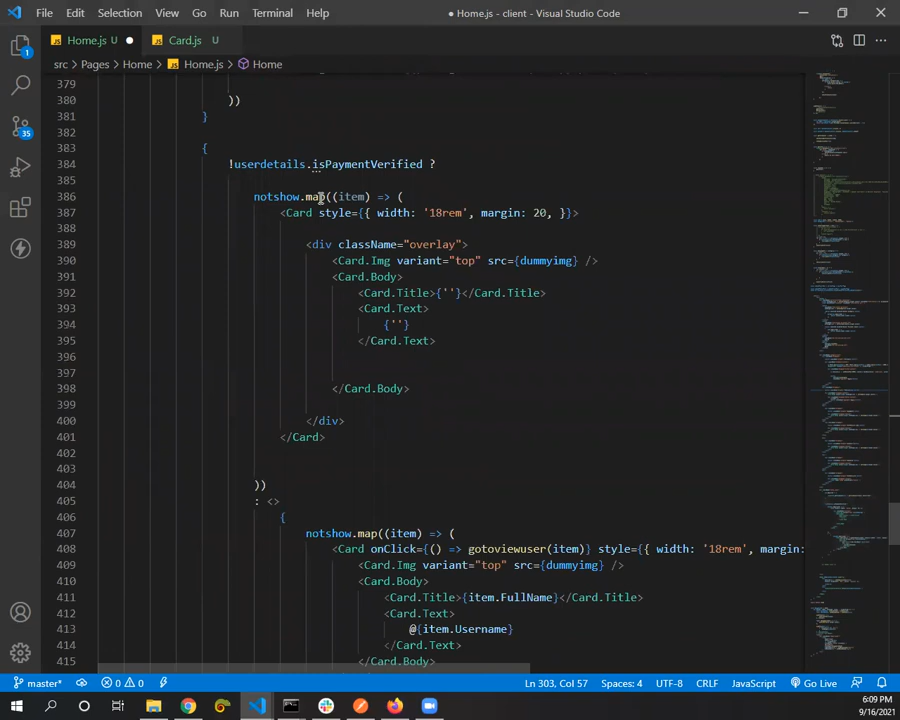 File Edit Selection View Go Run Terminal Help
● Home.js - client - Visual Studio Code
JS Home.js U ● JS Card.js U
src > Pages > Home > JS Home.js > Home
379
380 ))
381 }
382
383 {
384 !userdetails.isPaymentVerified ?
385
386 notshow.map((item) => (
387 <Card style={{ width: '18rem', margin: 20, }}>
388
389 <div className="overlay">
390 <Card.Img variant="top" src={dummyimg} />
391 <Card.Body>
392 <Card.Title>{''}</Card.Title>
393 <Card.Text>
394 {''}
395 </Card.Text>
396
397
398 </Card.Body>
399
400 </div>
401 </Card>
402
403
404 ))
405 : <>
406 {
407 notshow.map((item) => (
408 <Card onClick={() => gotoviewuser(item)} style={{ width: '18rem', margin:
409 <Card.Img variant="top" src={dummyimg} />
410 <Card.Body>
411 <Card.Title>{item.FullName}</Card.Title>
412 <Card.Text>
413 @{item.Username}
414 </Card.Text>
415 </Card.Body>
1
35
master* 0 0 Ln 303, Col 57 Spaces: 4 UTF-8 CRLF JavaScript Go Live
6:09 PM
9/16/2021